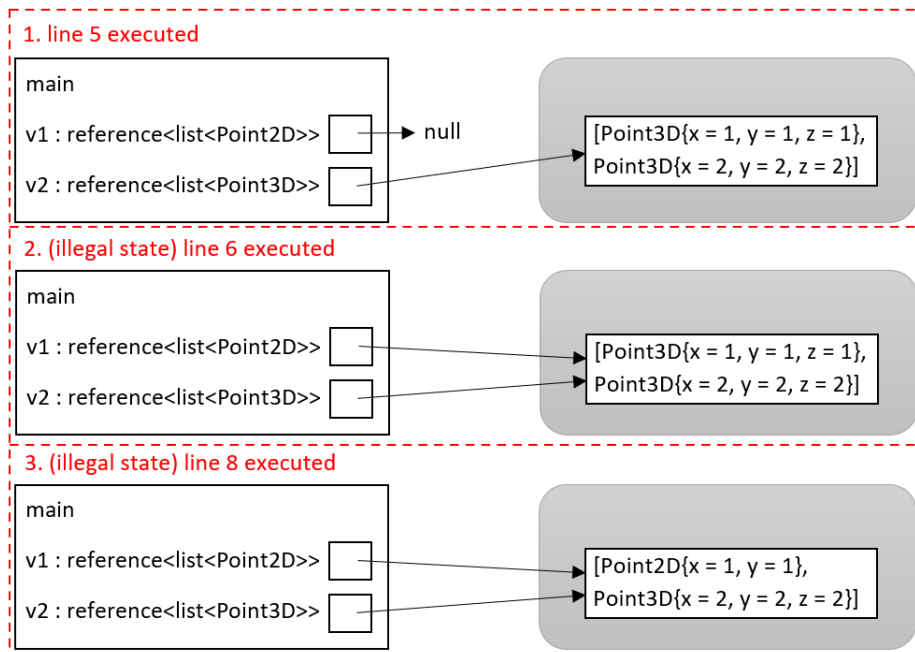 1. line 5 executed
main
v1 : reference<list<Point2D>>
null
v2 : reference<list<Point3D>>
[Point3D{x = 1, y = 1, z = 1},
Point3D{x = 2, y = 2, z = 2}]
2. (illegal state) line 6 executed
main
v1 : reference<list<Point2D>>
v2 : reference<list<Point3D>>
[Point3D{x = 1, y = 1, z = 1},
Point3D{x = 2, y = 2, z = 2}]
3. (illegal state) line 8 executed
main
v1 : reference<list<Point2D>>
v2 : reference<list<Point3D>>
[Point2D{x = 1, y = 1},
Point3D{x = 2, y = 2, z = 2}]